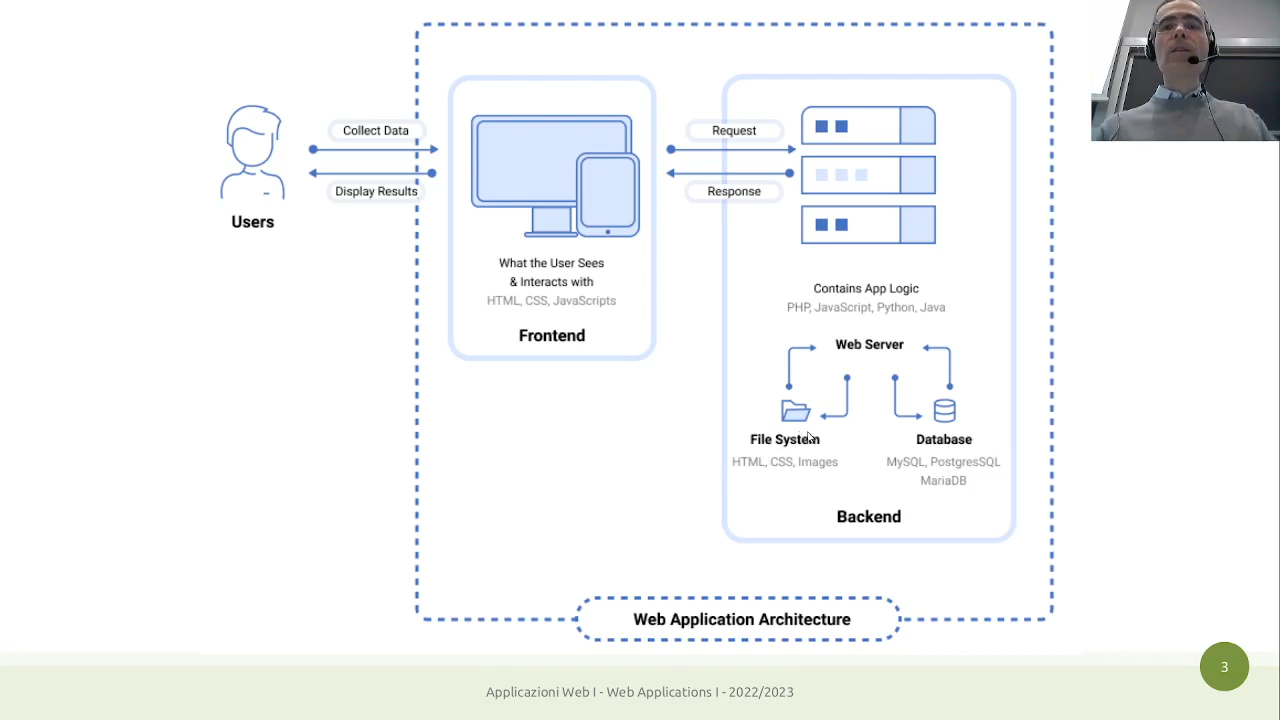 Collect Data
Display Results
Users
What the User Sees
& Interacts with
HTML, CSS, JavaScripts
Frontend
Request
Response
Contains App Logic
PHP, JavaScript, Python, Java
Web Server
File System
HTML, CSS, Images
Database
MySQL, PostgresSQL
MariaDB
Backend
Web Application Architecture
3
Applicazioni Web I - Web Applications I - 2022/2023